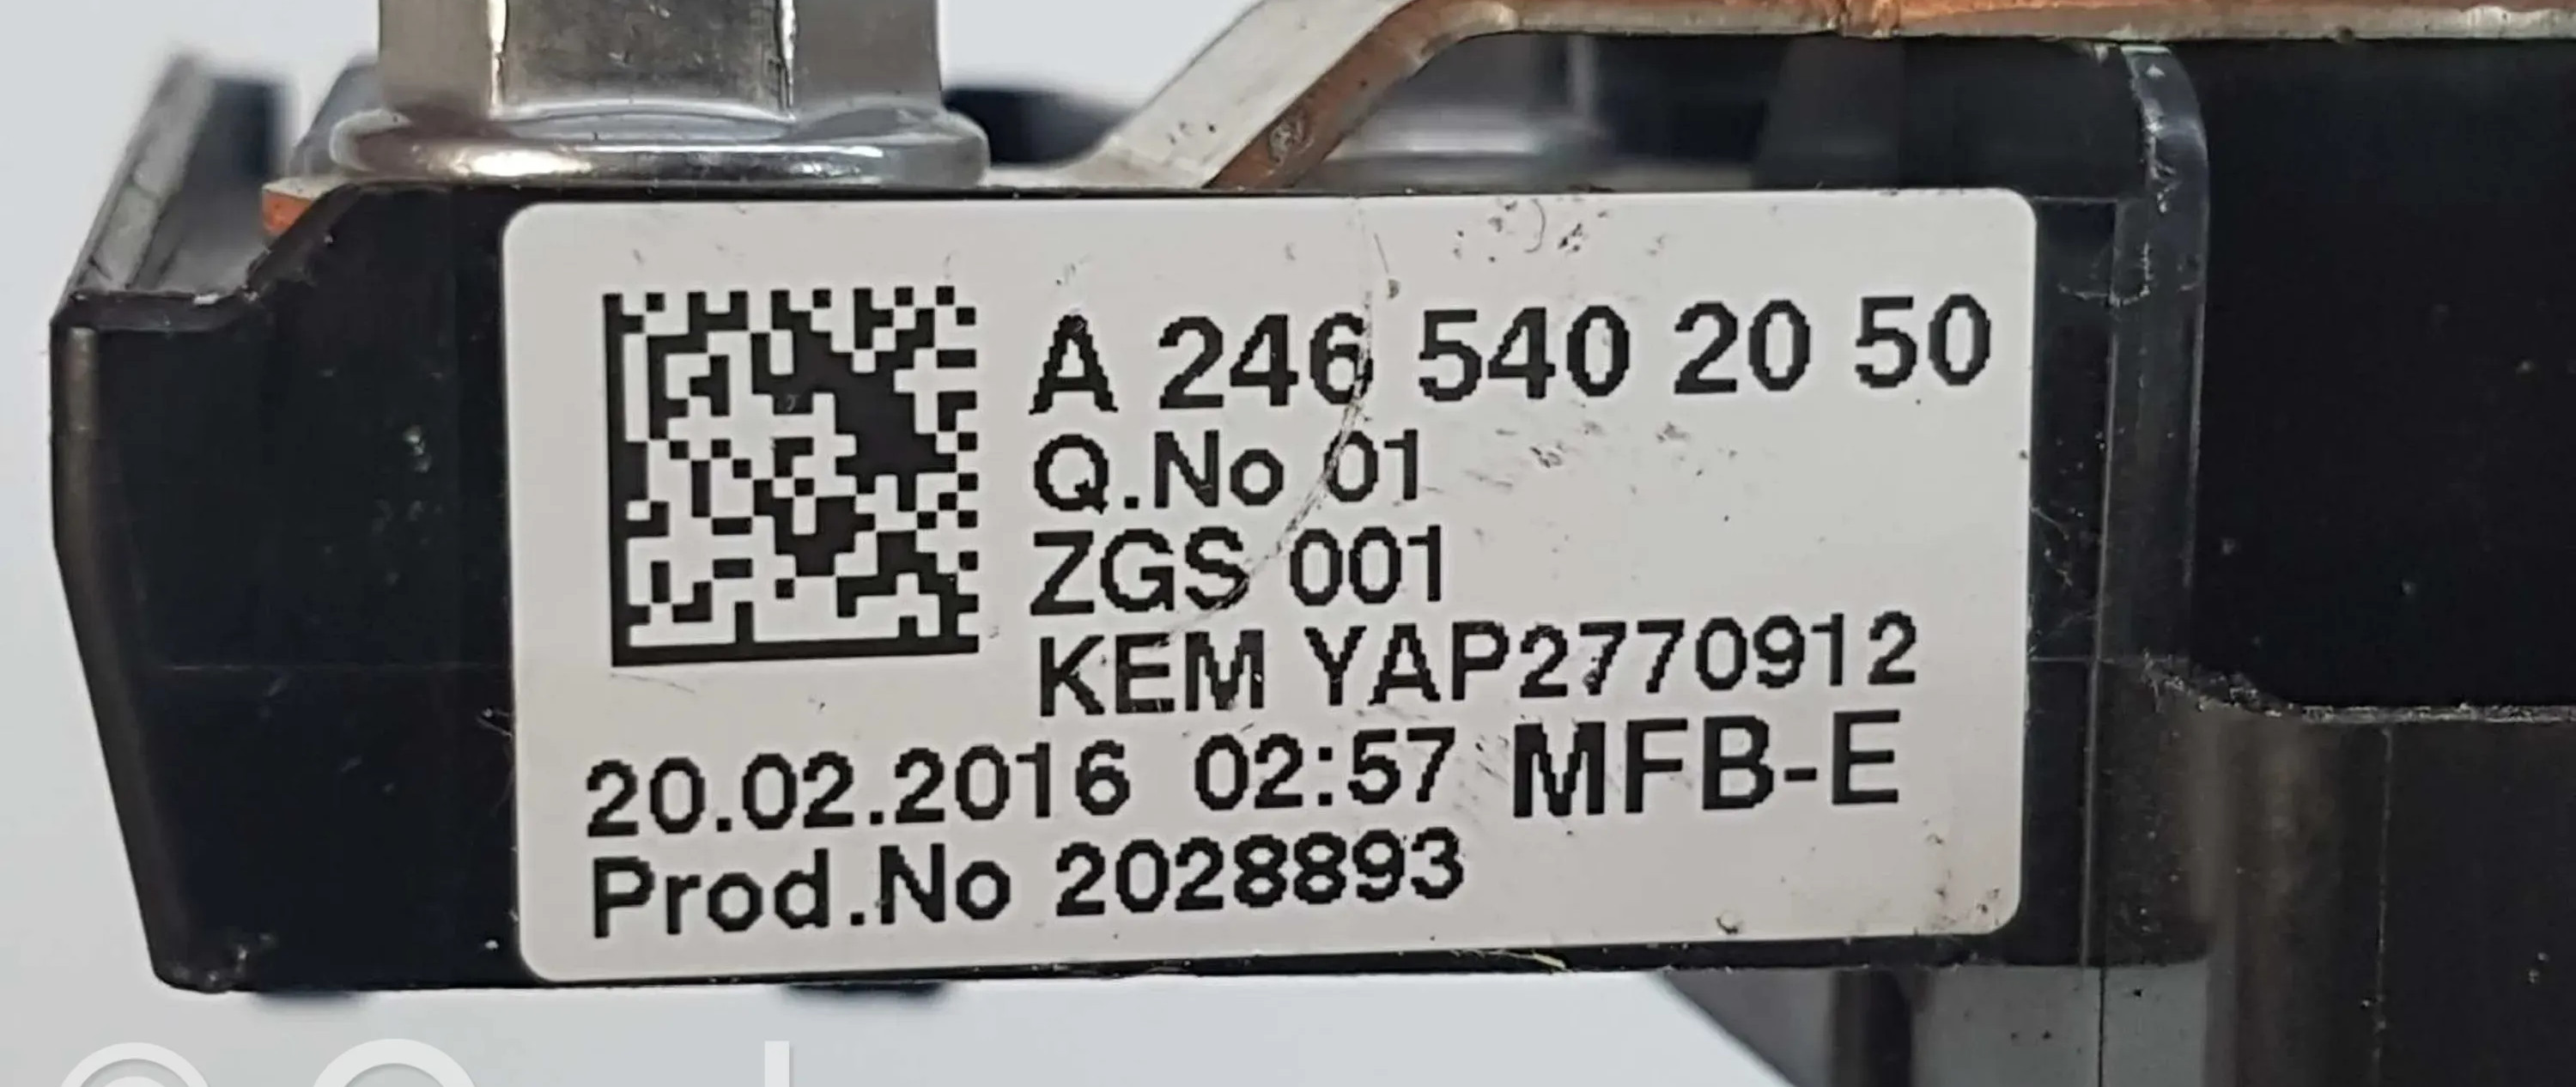 A 246 540 20 50
Q.No 01
ZGS 001
KEM YAP2770912
20.02.2016 02:57 MFB-E
Prod.No 2028893